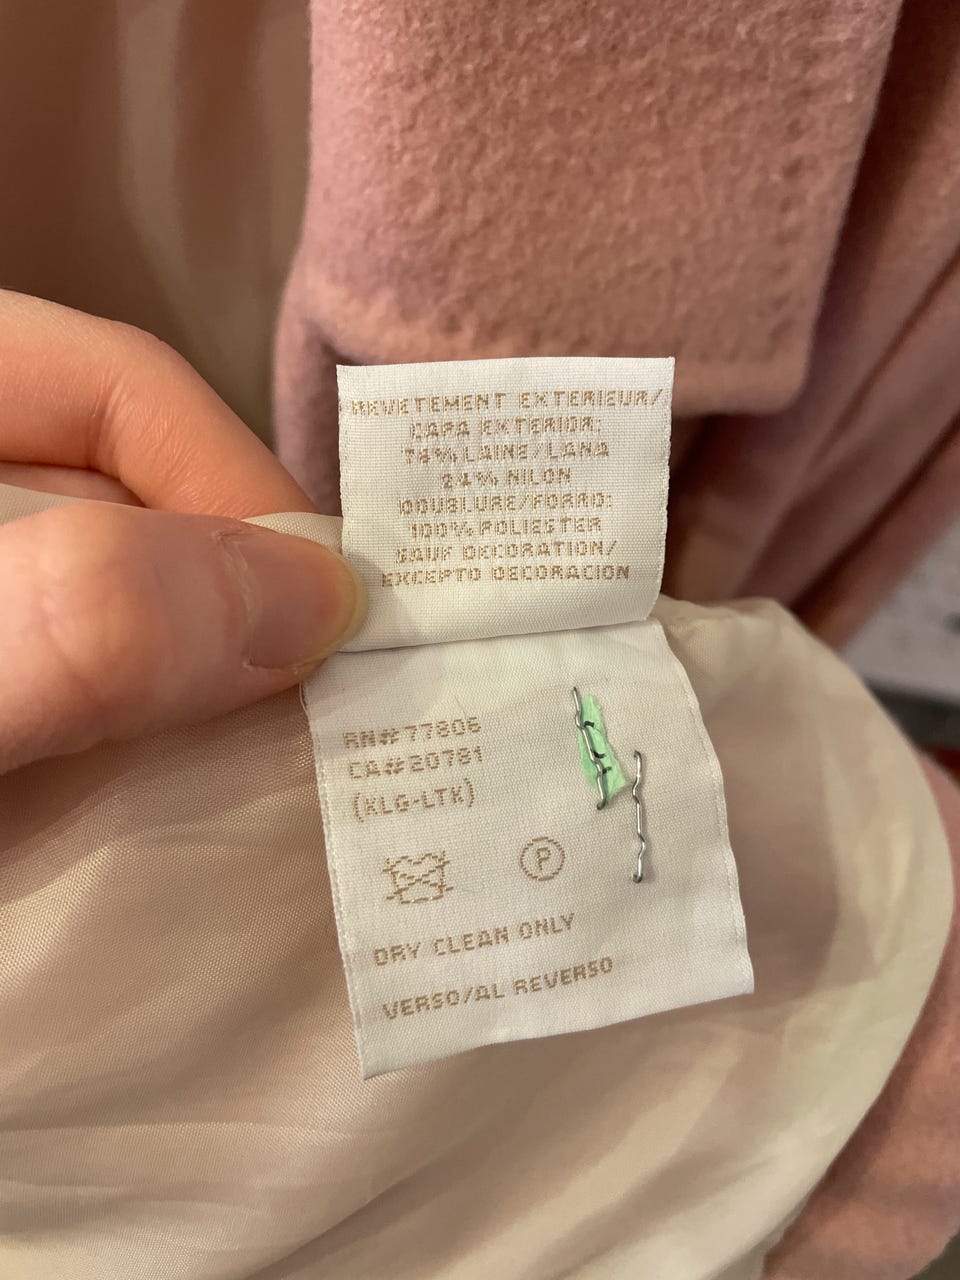 REVETEMENT EXTERIEUR/
CAPA EXTERIOR:
76% LAINE/LANA
24% NILON
DOUBLURE/FORRO:
100% POLIESTER
SAUF DECORATION/
EXCEPTO DECORACION
RN#77806
CA#20781
(KLG-LTK)
P
DRY CLEAN ONLY
VERSO/AL REVERSO